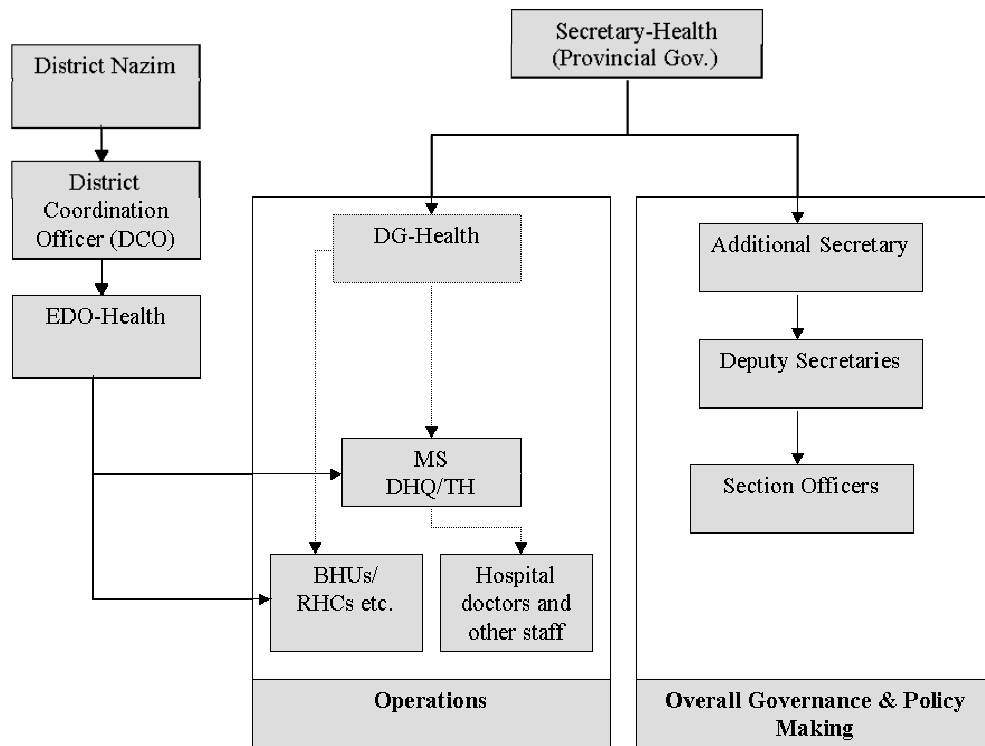 Secretary-Health
(Provincial Gov.)
District Nazim
District
Coordination
Officer (DCO)
EDO-Health
DG-Health
MS
DHQ/TH
BHUs/
RHCs etc.
Hospital
doctors and
other staff
Operations
Additional Secretary
Deputy Secretaries
Section Officers
Overall Governance & Policy
Making